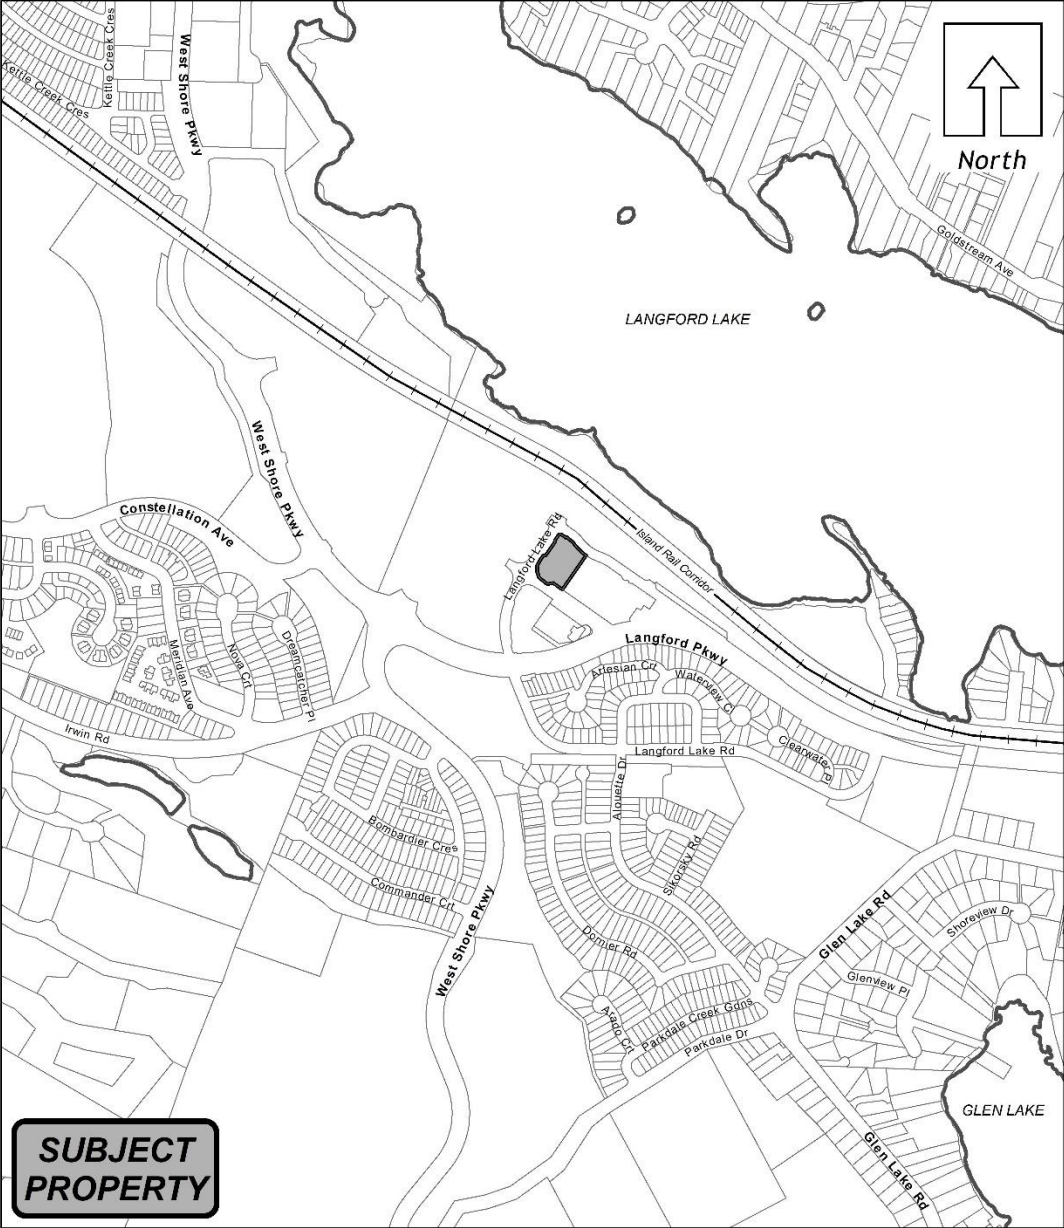 Kettle Creek Cres
West Shore Pkwy
Kettle Creek Cres
North
Goldstream Ave
LANGFORD LAKE
West Shore Pkwy
Constellation Ave
Langford Lake Rd
Island Rail Corridor
Langford Pkwy
Meridian Ave
Nova Crt
Dreamcatcher Pl
Artesian Crt
Waterview Cl
Irwin Rd
Langford Lake Rd
Clearwater P
Alouette Dr
Bombardier Cres
Sikorsky Rd
Commander Crt
West Shore Pkwy
Glen Lake Rd
Shoreview Dr
Dornier Rd
Glenview Pl
Arado Crt
Parkdale Creek Gdns
Parkdale Dr
GLEN LAKE
Glen Lake Rd
SUBJECT
PROPERTY